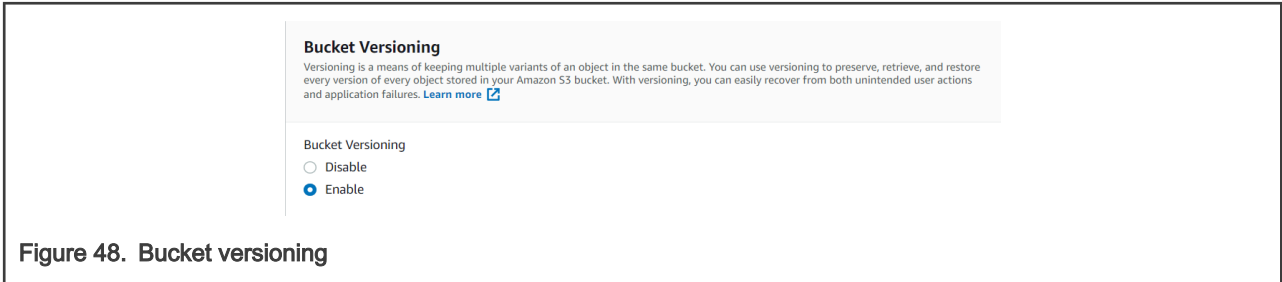 Bucket Versioning
Versioning is a means of keeping multiple variants of an object in the same bucket. You can use versioning to preserve, retrieve, and restore
every version of every object stored in your Amazon S3 bucket. With versioning, you can easily recover from both unintended user actions
and application failures. Learn more
Bucket Versioning
Disable
Enable
Figure 48. Bucket versioning